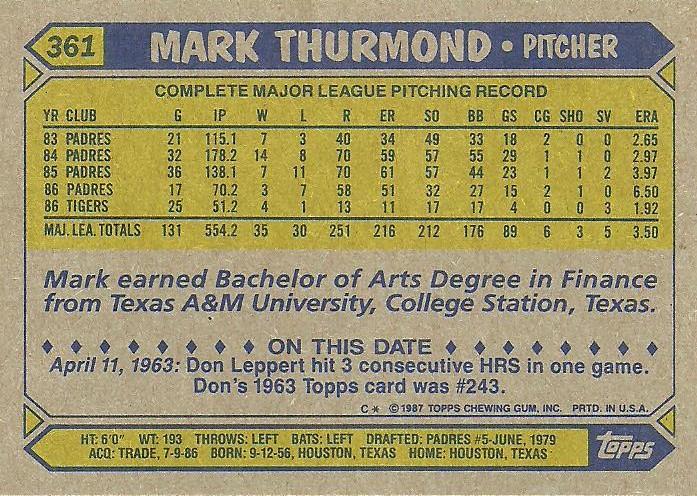 361 MARK THURMOND • PITCHER
COMPLETE MAJOR LEAGUE PITCHING RECORD
YR CLUB G IP W L R ER SO BB GS CG SHO SV ERA
83 PADRES 21 115.1 7 3 40 34 49 33 18 2 0 0 2.65
84 PADRES 32 178.2 14 8 70 59 57 55 29 1 1 0 2.97
85 PADRES 36 138.1 7 11 70 61 57 44 23 1 1 2 3.97
86 PADRES 17 70.2 3 7 58 51 32 27 15 2 1 0 6.50
86 TIGERS 25 51.2 4 1 13 11 17 17 4 0 0 3 1.92
MAJ. LEA. TOTALS 131 554.2 35 30 251 216 212 176 89 6 3 5 3.50
Mark earned Bachelor of Arts Degree in Finance
from Texas A&M University, College Station, Texas.
♦ ♦ ♦ ♦ ♦ ♦ ♦ ♦ ON THIS DATE ♦ ♦ ♦ ♦ ♦ ♦ ♦ ♦
April 11, 1963: Don Leppert hit 3 consecutive HRS in one game.
Don's 1963 Topps card was #243.
C* © 1987 TOPPS CHEWING GUM, INC. PRTD. IN U.S.A.
HT: 6'0" WT: 193 THROWS: LEFT BATS: LEFT DRAFTED: PADRES #5-JUNE, 1979
ACQ: TRADE, 7-9-86 BORN: 9-12-56, HOUSTON, TEXAS HOME: HOUSTON, TEXAS
TOPPS